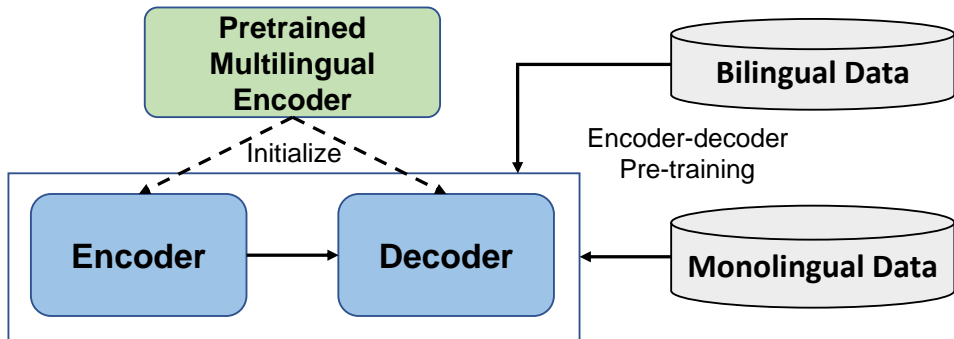 Pretrained
Multilingual
Encoder
Initialize
Encoder
Decoder
Bilingual Data
Encoder-decoder
Pre-training
Monolingual Data